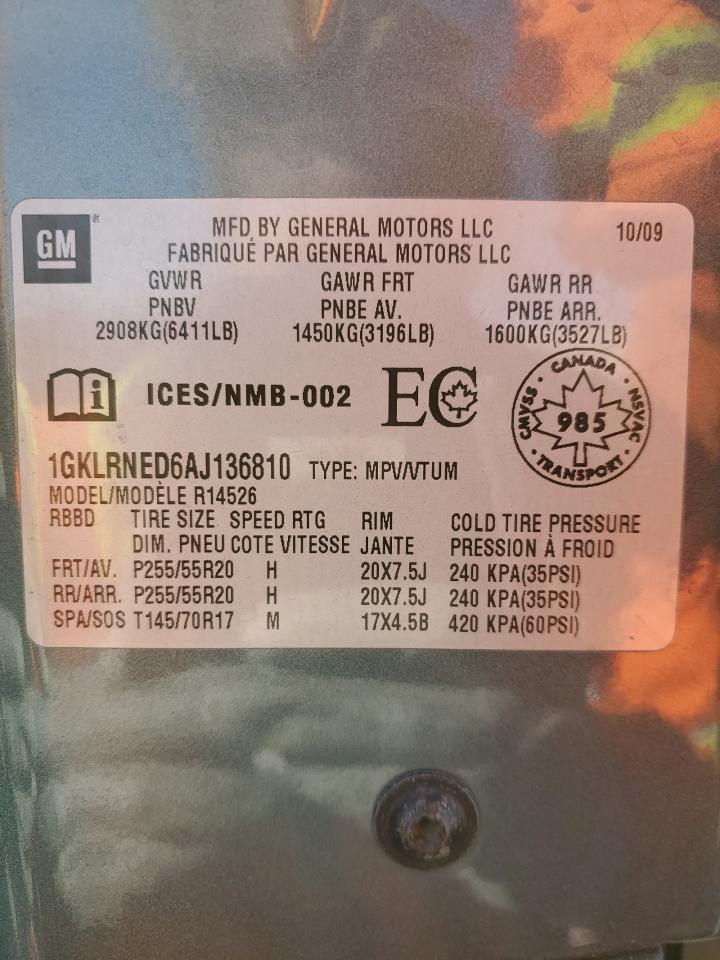 GM®
MFD BY GENERAL MOTORS LLC 10/09
FABRIQUÉ PAR GENERAL MOTORS LLC
GVWR GAWR FRT GAWR RR
PNBV PNBE AV. PNBE ARR.
2908KG(6411LB) 1450KG(3196LB) 1600KG(3527LB)
i ICES/NMB-002 EC CANADA CMVSS 985 NSVAC TRANSPORT
1GKLRNED6AJ136810 TYPE: MPV/VTUM
MODEL/MODÈLE R14526
RBBD TIRE SIZE SPEED RTG RIM COLD TIRE PRESSURE
DIM. PNEU COTE VITESSE JANTE PRESSION À FROID
FRT/AV. P255/55R20 H 20X7.5J 240 KPA(35PSI)
RR/ARR. P255/55R20 H 20X7.5J 240 KPA(35PSI)
SPA/SOS T145/70R17 M 17X4.5B 420 KPA(60PSI)